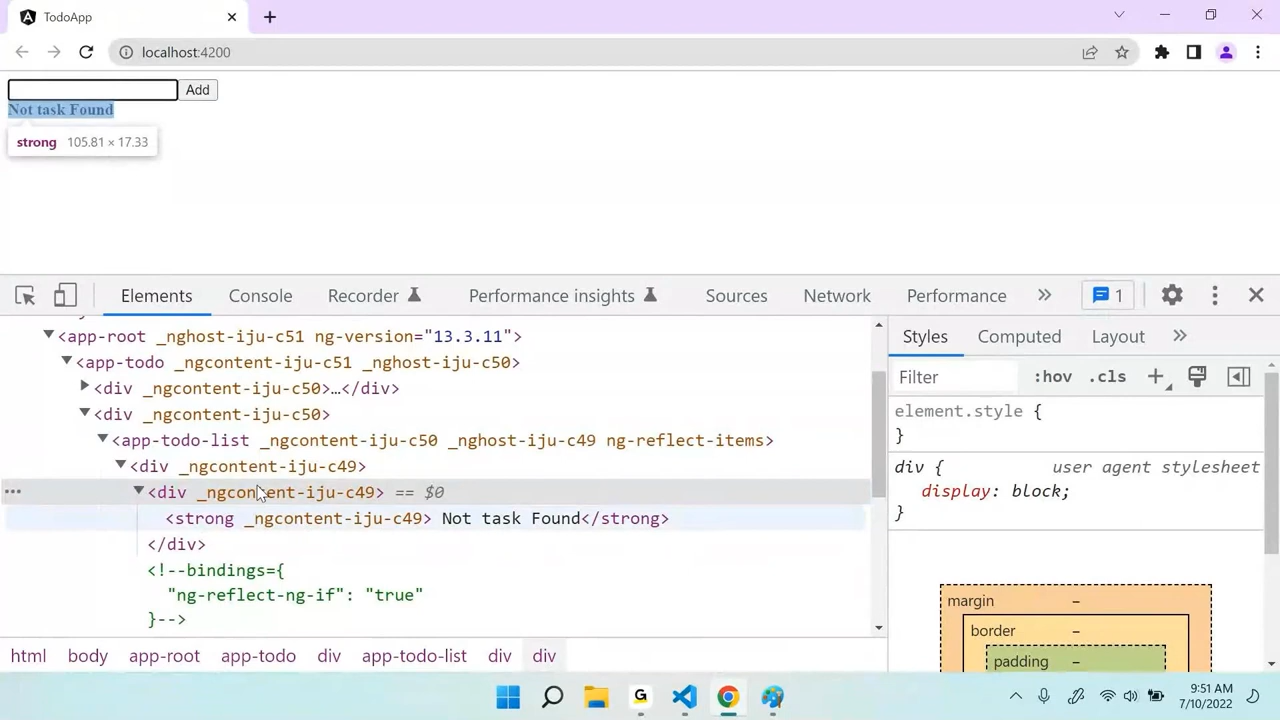 TodoApp
localhost:4200
Add
Not task Found
strong 105.81 × 17.33
Elements Console Recorder Performance insights Sources Network Performance » 1
<app-root _nghost-iju-c51 ng-version="13.3.11">
<app-todo _ngcontent-iju-c51 _nghost-iju-c50>
<div _ngcontent-iju-c50>…</div>
<div _ngcontent-iju-c50>
<app-todo-list _ngcontent-iju-c50 _nghost-iju-c49 ng-reflect-items>
<div _ngcontent-iju-c49>
<div _ngcontent-iju-c49> == $0
<strong _ngcontent-iju-c49> Not task Found</strong>
</div>
<!--bindings={
"ng-reflect-ng-if": "true"
}-->
html body app-root app-todo div app-todo-list div div
Styles Computed Layout »
Filter :hov .cls +
element.style {
}
div { user agent stylesheet
display: block;
}
margin –
border –
padding –
G
9:51 AM
7/10/2022